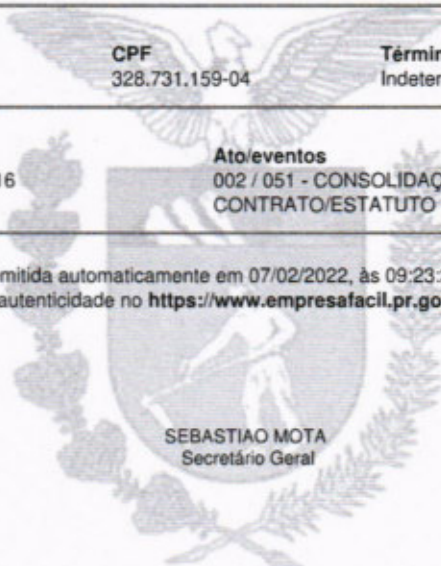 CPF
Términ
328.731.159-04
Indeter
Ato/eventos
16
002 / 051 - CONSOLIDAÇ
CONTRATO/ESTATUTO
mitida automaticamente em 07/02/2022, às 09:23:
autenticidade no https://www.empresafacil.pr.go
SEBASTIAO MOTA
Secretário Geral